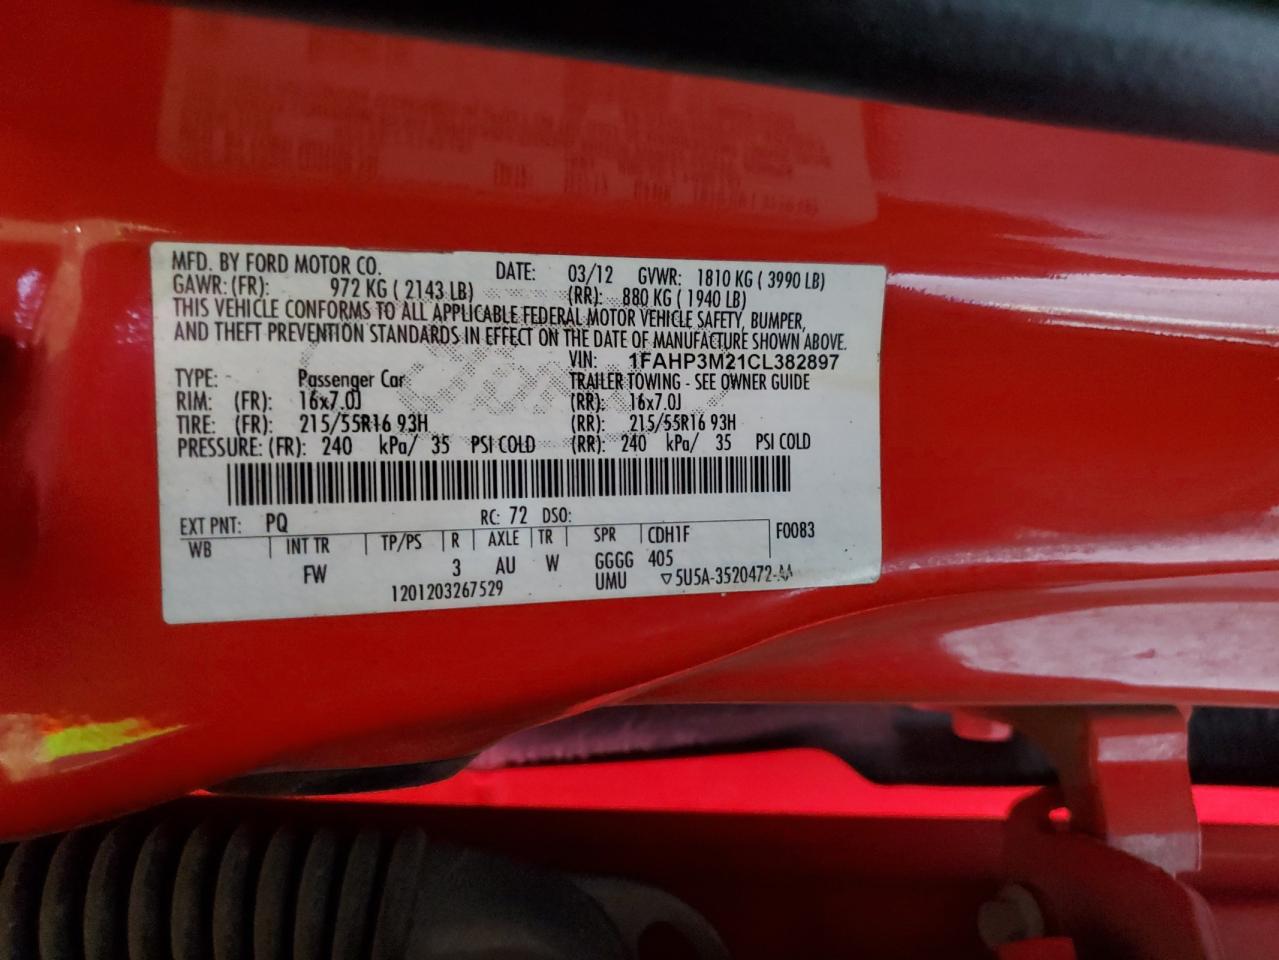 MFD. BY FORD MOTOR CO. DATE: 03/12 GVWR: 1810 KG ( 3990 LB)
GAWR: (FR): 972 KG ( 2143 LB) (RR): 880 KG ( 1940 LB)
THIS VEHICLE CONFORMS TO ALL APPLICABLE FEDERAL MOTOR VEHICLE SAFETY, BUMPER,
AND THEFT PREVENTION STANDARDS IN EFFECT ON THE DATE OF MANUFACTURE SHOWN ABOVE.
VIN: 1FAHP3M21CL382897
TYPE: Passenger Car TRAILER TOWING - SEE OWNER GUIDE
RIM: (FR): 16x7.0J (RR): 16x7.0J
TIRE: (FR): 215/55R16 93H (RR): 215/55R16 93H
PRESSURE: (FR): 240 kPa/ 35 PSI COLD (RR): 240 kPa/ 35 PSI COLD
EXT PNT: PQ RC: 72 DSO:
WB INT TR TP/PS R AXLE TR SPR CDH1F F0083
FW 3 AU W GGGG 405
1201203267529 UMU ▽5U5A-3520472-AA